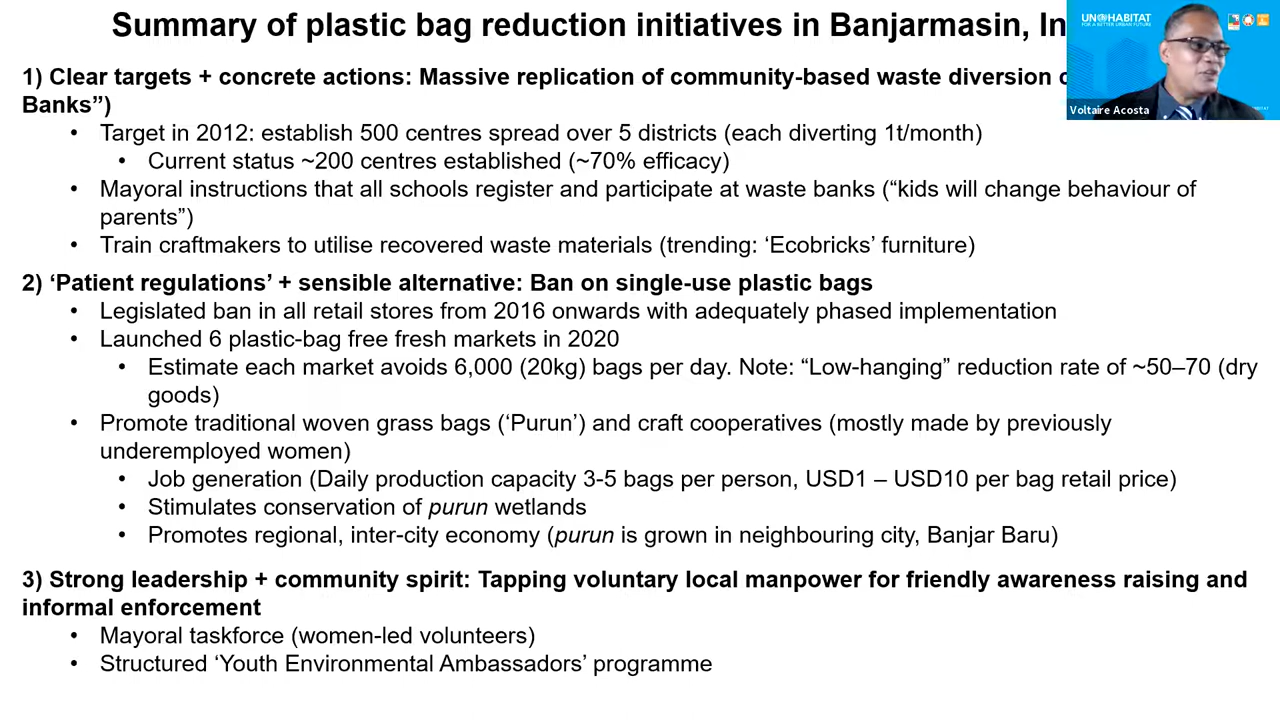 Summary of plastic bag reduction initiatives in Banjarmasin, In
UN HABITAT
FOR A BETTER URBAN FUTURE
Voltaire Acosta
1) Clear targets + concrete actions: Massive replication of community-based waste diversion
Banks”)
• Target in 2012: establish 500 centres spread over 5 districts (each diverting 1t/month)
• Current status ~200 centres established (~70% efficacy)
• Mayoral instructions that all schools register and participate at waste banks (“kids will change behaviour of
parents”)
• Train craftmakers to utilise recovered waste materials (trending: ‘Ecobricks’ furniture)
2) ‘Patient regulations’ + sensible alternative: Ban on single-use plastic bags
• Legislated ban in all retail stores from 2016 onwards with adequately phased implementation
• Launched 6 plastic-bag free fresh markets in 2020
• Estimate each market avoids 6,000 (20kg) bags per day. Note: “Low-hanging” reduction rate of ~50–70 (dry
goods)
• Promote traditional woven grass bags (‘Purun’) and craft cooperatives (mostly made by previously
underemployed women)
• Job generation (Daily production capacity 3-5 bags per person, USD1 – USD10 per bag retail price)
• Stimulates conservation of purun wetlands
• Promotes regional, inter-city economy (purun is grown in neighbouring city, Banjar Baru)
3) Strong leadership + community spirit: Tapping voluntary local manpower for friendly awareness raising and
informal enforcement
• Mayoral taskforce (women-led volunteers)
• Structured ‘Youth Environmental Ambassadors’ programme